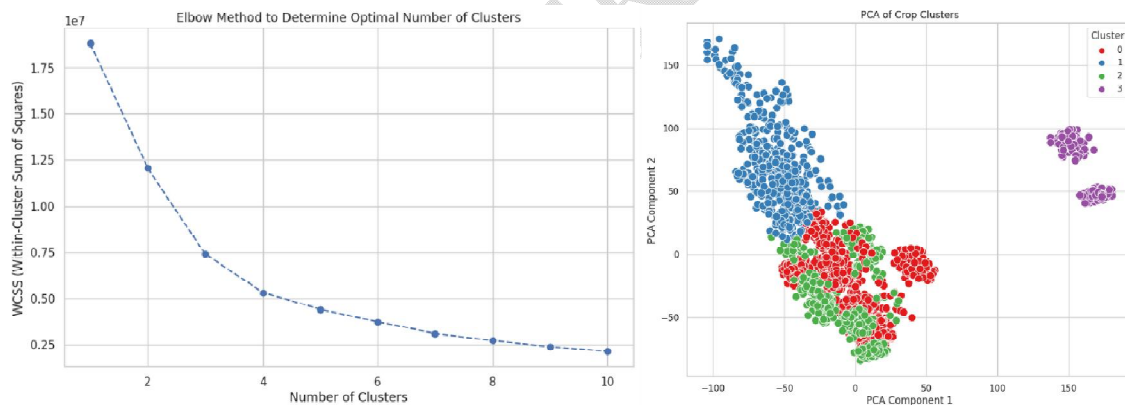 Elbow Method to Determine Optimal Number of Clusters
1e7
WCSS (Within-Cluster Sum of Squares)
1.75
1.50
1.25
1.00
0.75
0.50
0.25
2 4 6 8 10
Number of Clusters
PCA of Crop Clusters
Cluster
0
1
2
3
PCA Component 2
150
100
50
0
−50
−100 −50 0 50 100 150
PCA Component 1